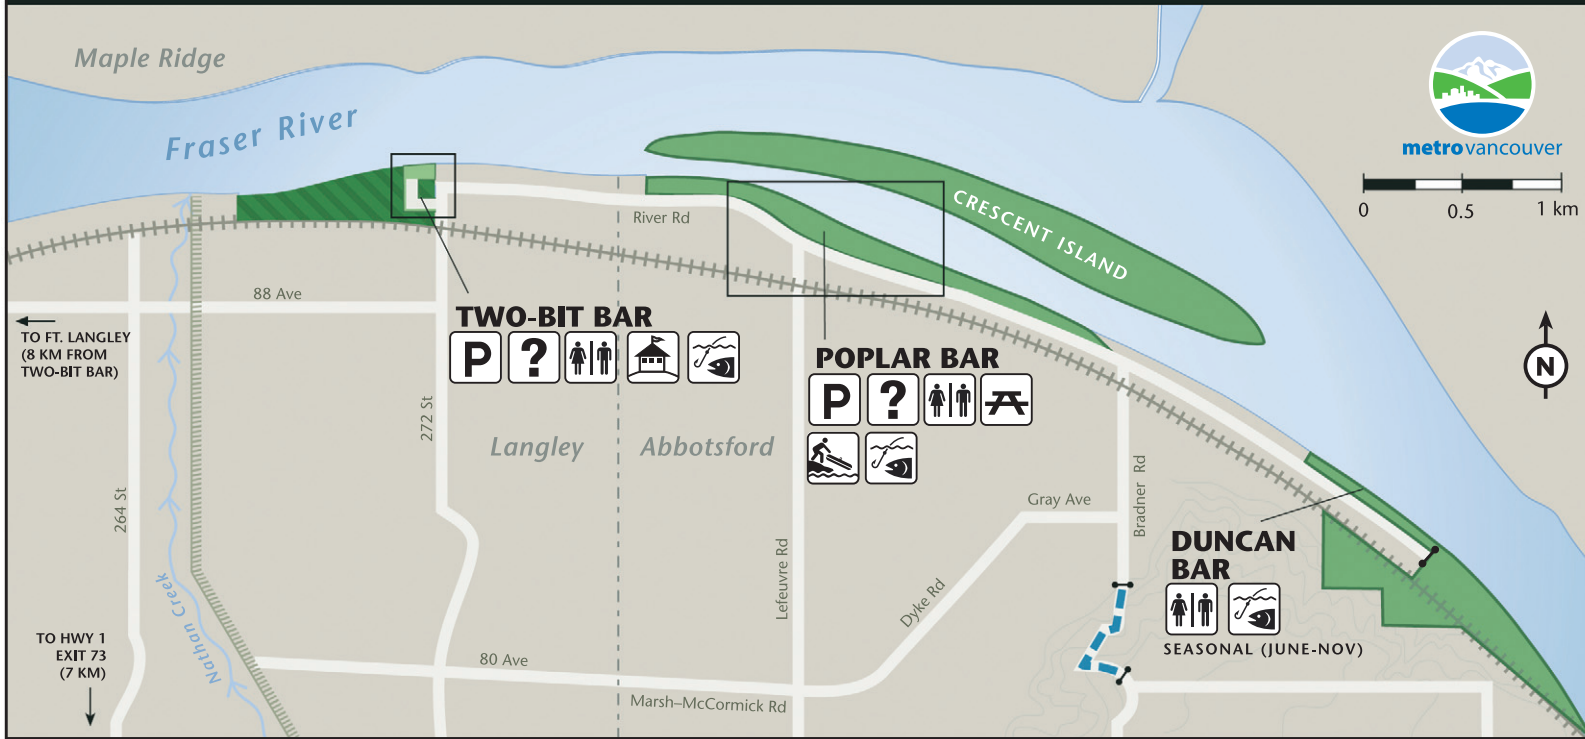 Maple Ridge
Fraser River
metrovancouver
0 0.5 1 km
CRESCENT ISLAND
River Rd
88 Ave
TO FT. LANGLEY
(8 KM FROM
TWO-BIT BAR)
TWO-BIT BAR
P ?
POPLAR BAR
P ?
N
272 St
Langley
Abbotsford
264 St
Nathan Creek
Lefeuvre Rd
Gray Ave
Bradner Rd
Dyke Rd
DUNCAN
BAR
SEASONAL (JUNE-NOV)
TO HWY 1
EXIT 73
(7 KM)
80 Ave
Marsh–McCormick Rd